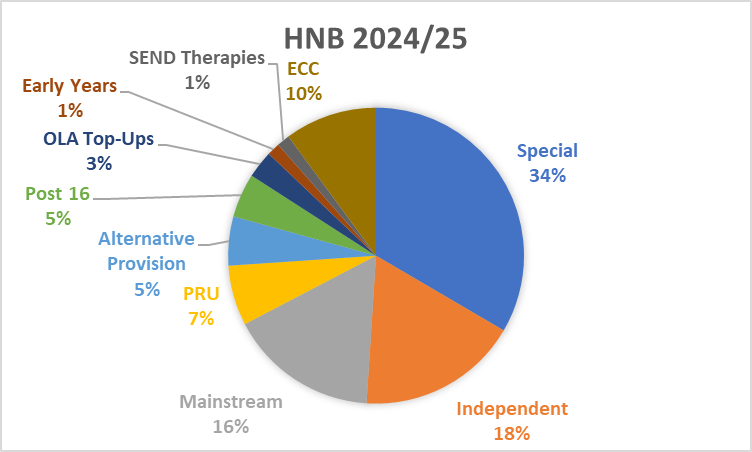 HNB 2024/25
SEND Therapies
1%
ECC
10%
Early Years
1%
OLA Top-Ups
3%
Special
34%
Post 16
5%
Alternative
Provision
5%
PRU
7%
Mainstream
16%
Independent
18%